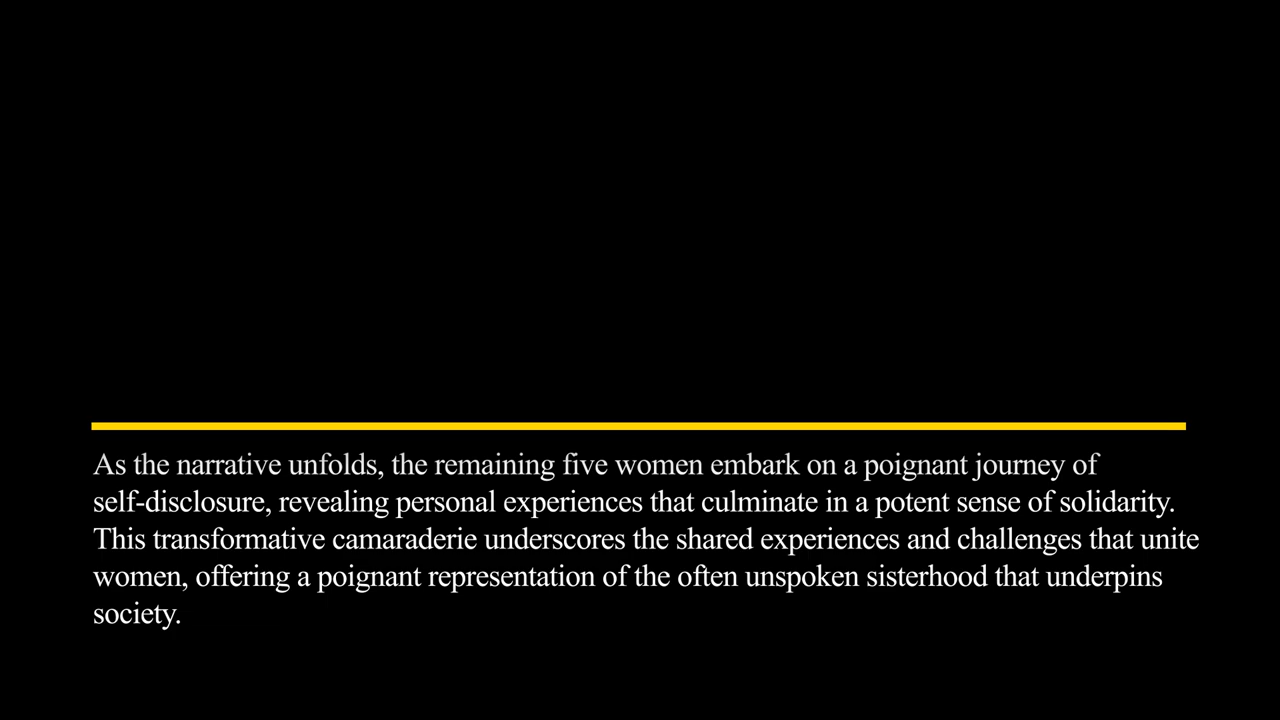 As the narrative unfolds, the remaining five women embark on a poignant journey of
self-disclosure, revealing personal experiences that culminate in a potent sense of solidarity.
This transformative camaraderie underscores the shared experiences and challenges that unite
women, offering a poignant representation of the often unspoken sisterhood that underpins
society.